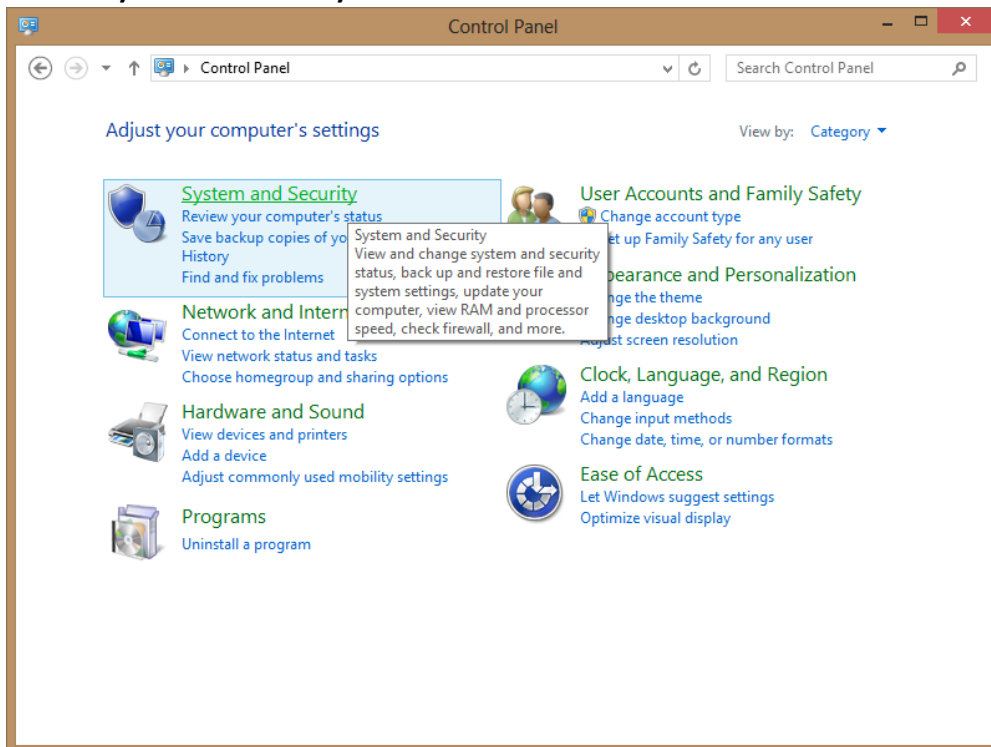 Control Panel
Control Panel
Search Control Panel
Adjust your computer's settings
View by: Category
System and Security
Review your computer's status
Save backup copies of yo
History
Find and fix problems
System and Security
View and change system and security
status, back up and restore file and
system settings, update your
computer, view RAM and processor
speed, check firewall, and more.
Network and Intern
Connect to the Internet
View network status and tasks
Choose homegroup and sharing options
Hardware and Sound
View devices and printers
Add a device
Adjust commonly used mobility settings
Programs
Uninstall a program
User Accounts and Family Safety
Change account type
et up Family Safety for any user
pearance and Personalization
nge the theme
nge desktop background
Adjust screen resolution
Clock, Language, and Region
Add a language
Change input methods
Change date, time, or number formats
Ease of Access
Let Windows suggest settings
Optimize visual display